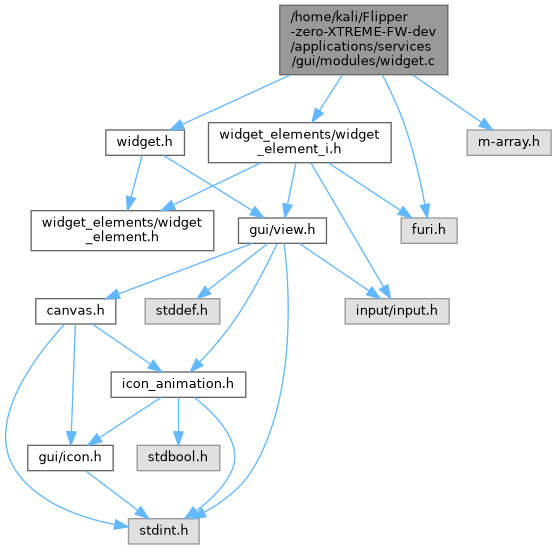 /home/kali/Flipper
-zero-XTREME-FW-dev
/applications/services
/gui/modules/widget.c
widget.h
widget_elements/widget
_element_i.h
m-array.h
widget_elements/widget
_element.h
gui/view.h
furi.h
canvas.h
stddef.h
input/input.h
icon_animation.h
gui/icon.h
stdbool.h
stdint.h